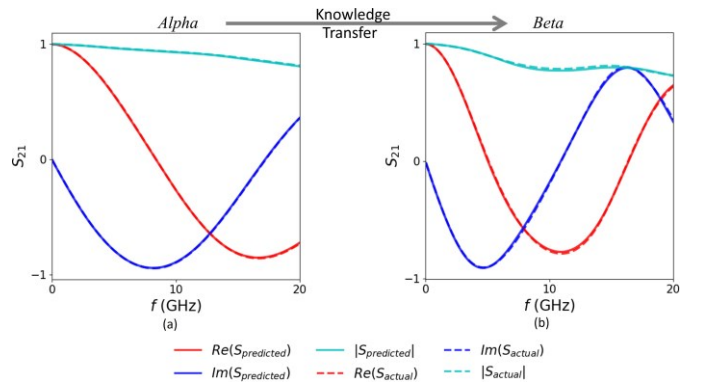 Alpha
Knowledge
Transfer
Beta
1
0
−1
S21
0
10
20
f (GHz)
(a)
1
0
−1
S21
0
10
20
f (GHz)
(b)
Re(Spredicted)
|Spredicted|
Im(Sactual)
Im(Spredicted)
Re(Sactual)
|Sactual|